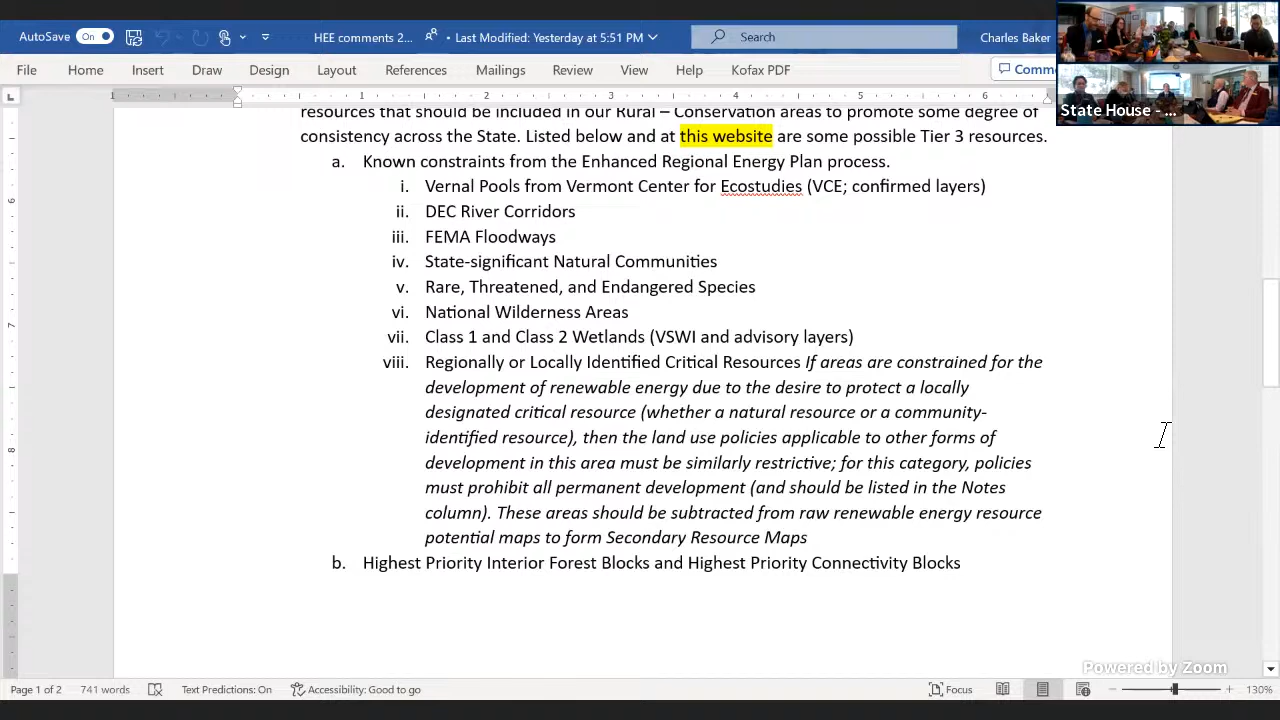 AutoSave On HEE comments 2... Last Modified: Yesterday at 5:51 PM Search Charles Baker
File Home Insert Draw Design Layout References Mailings Review View Help Kofax PDF Comme
State House - ...
1 1 2 3 4 5 6
resources that should be included in our Rural – Conservation areas to promote some degree of
consistency across the State. Listed below and at this website are some possible Tier 3 resources.
a. Known constraints from the Enhanced Regional Energy Plan process.
i. Vernal Pools from Vermont Center for Ecostudies (VCE; confirmed layers)
ii. DEC River Corridors
iii. FEMA Floodways
iv. State-significant Natural Communities
v. Rare, Threatened, and Endangered Species
vi. National Wilderness Areas
vii. Class 1 and Class 2 Wetlands (VSWI and advisory layers)
viii. Regionally or Locally Identified Critical Resources If areas are constrained for the
development of renewable energy due to the desire to protect a locally
designated critical resource (whether a natural resource or a community-
identified resource), then the land use policies applicable to other forms of
development in this area must be similarly restrictive; for this category, policies
must prohibit all permanent development (and should be listed in the Notes
column). These areas should be subtracted from raw renewable energy resource
potential maps to form Secondary Resource Maps
b. Highest Priority Interior Forest Blocks and Highest Priority Connectivity Blocks
6
7
8
Powered by Zoom
Page 1 of 2 741 words Text Predictions: On Accessibility: Good to go Focus 130%